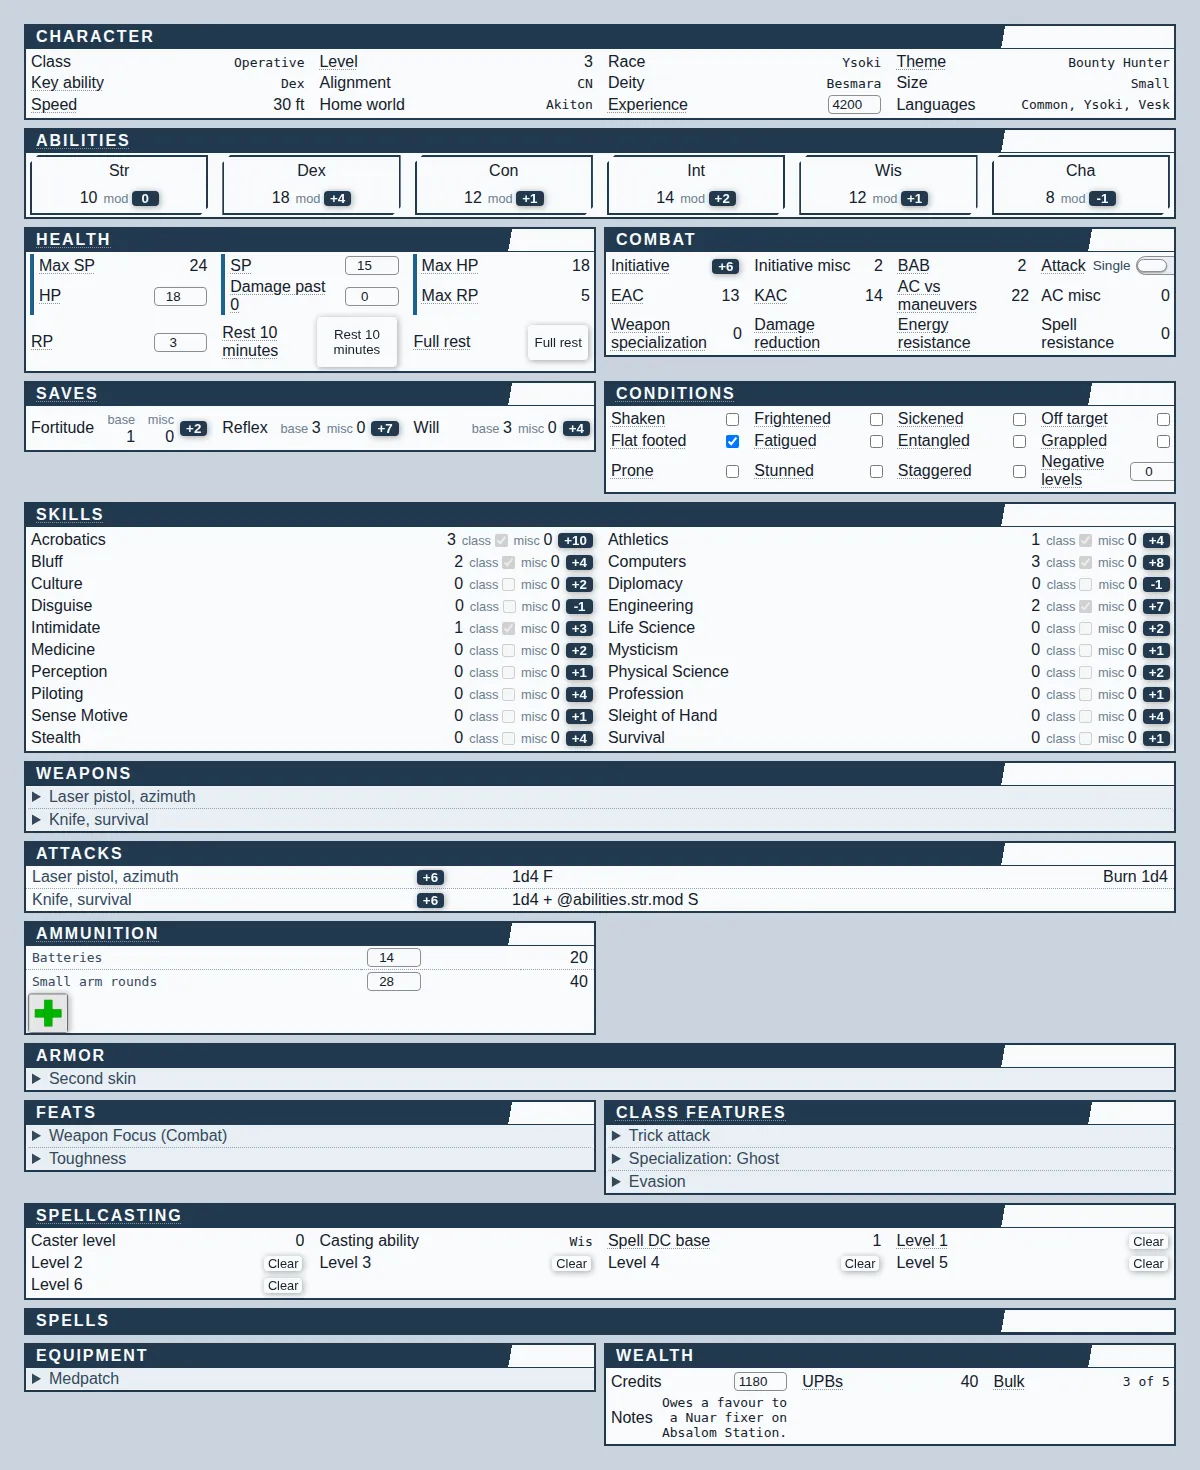 CHARACTER
Class Operative Level 3 Race Ysoki Theme Bounty Hunter
Key ability Dex Alignment CN Deity Besmara Size Small
Speed 30 ft Home world Akiton Experience 4200 Languages Common, Ysoki, Vesk
ABILITIES
Str Dex Con Int Wis Cha
10 mod 0 18 mod +4 12 mod +1 14 mod +2 12 mod +1 8 mod -1
HEALTH
Max SP 24 SP 15 Max HP 18
HP 18 Damage past 0 0 Max RP 5
RP 3 Rest 10 minutes Rest 10 minutes Full rest Full rest
COMBAT
Initiative +6 Initiative misc 2 BAB 2 Attack Single
EAC 13 KAC 14 AC vs maneuvers 22 AC misc 0
Weapon specialization 0 Damage reduction Energy resistance Spell resistance 0
SAVES
Fortitude base 1 misc 0 +2 Reflex base 3 misc 0 +7 Will base 3 misc 0 +4
CONDITIONS
Shaken Frightened Sickened Off target
Flat footed Fatigued Entangled Grappled
Prone Stunned Staggered Negative levels 0
SKILLS
Acrobatics 3 class misc 0 +10 Athletics 1 class misc 0 +4
Bluff 2 class misc 0 +4 Computers 3 class misc 0 +8
Culture 0 class misc 0 +2 Diplomacy 0 class misc 0 -1
Disguise 0 class misc 0 -1 Engineering 2 class misc 0 +7
Intimidate 1 class misc 0 +3 Life Science 0 class misc 0 +2
Medicine 0 class misc 0 +2 Mysticism 0 class misc 0 +1
Perception 0 class misc 0 +1 Physical Science 0 class misc 0 +2
Piloting 0 class misc 0 +4 Profession 0 class misc 0 +1
Sense Motive 0 class misc 0 +1 Sleight of Hand 0 class misc 0 +4
Stealth 0 class misc 0 +4 Survival 0 class misc 0 +1
WEAPONS
Laser pistol, azimuth
Knife, survival
ATTACKS
Laser pistol, azimuth +6 1d4 F Burn 1d4
Knife, survival +6 1d4 + @abilities.str.mod S
AMMUNITION
Batteries 14 20
Small arm rounds 28 40
ARMOR
Second skin
FEATS
Weapon Focus (Combat)
Toughness
CLASS FEATURES
Trick attack
Specialization: Ghost
Evasion
SPELLCASTING
Caster level 0 Casting ability Wis Spell DC base 1 Level 1 Clear
Level 2 Clear Level 3 Clear Level 4 Clear Level 5 Clear
Level 6 Clear
SPELLS
EQUIPMENT
Medpatch
WEALTH
Credits 1180 UPBs 40 Bulk 3 of 5
Notes Owes a favour to
a Nuar fixer on
Absalom Station.